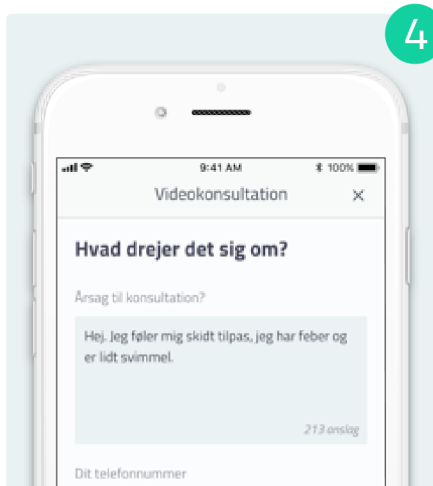 4
9:41 AM 100%
Videokonsultation ×
Hvad drejer det sig om?
Årsag til konsultation?
Hej. Jeg føler mig skidt tilpas, jeg har feber og
er lidt svimmel.
213 anslag
Dit telefonnummer